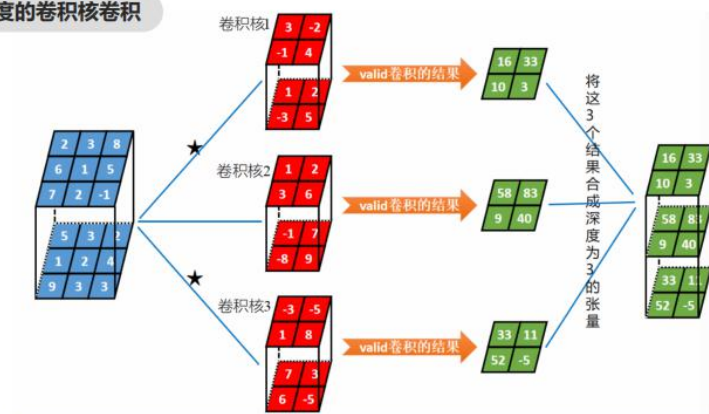 度的卷积核卷积
卷积核1
3 -2
-1 4
1 2
-3 5
valid卷积的结果
16 33
10 3
2 3 8
6 1 5
7 2 -1
5 3 2
1 2 4
9 3 3
卷积核2
1 2
3 6
-1 7
-8 9
valid卷积的结果
58 83
9 40
卷积核3
-3 -5
1 8
7 3
6 -5
valid卷积的结果
33 11
52 -5
将这3个结果合成深度为3的张量
16 33
10 3
58 83
9 40
33 11
52 -5